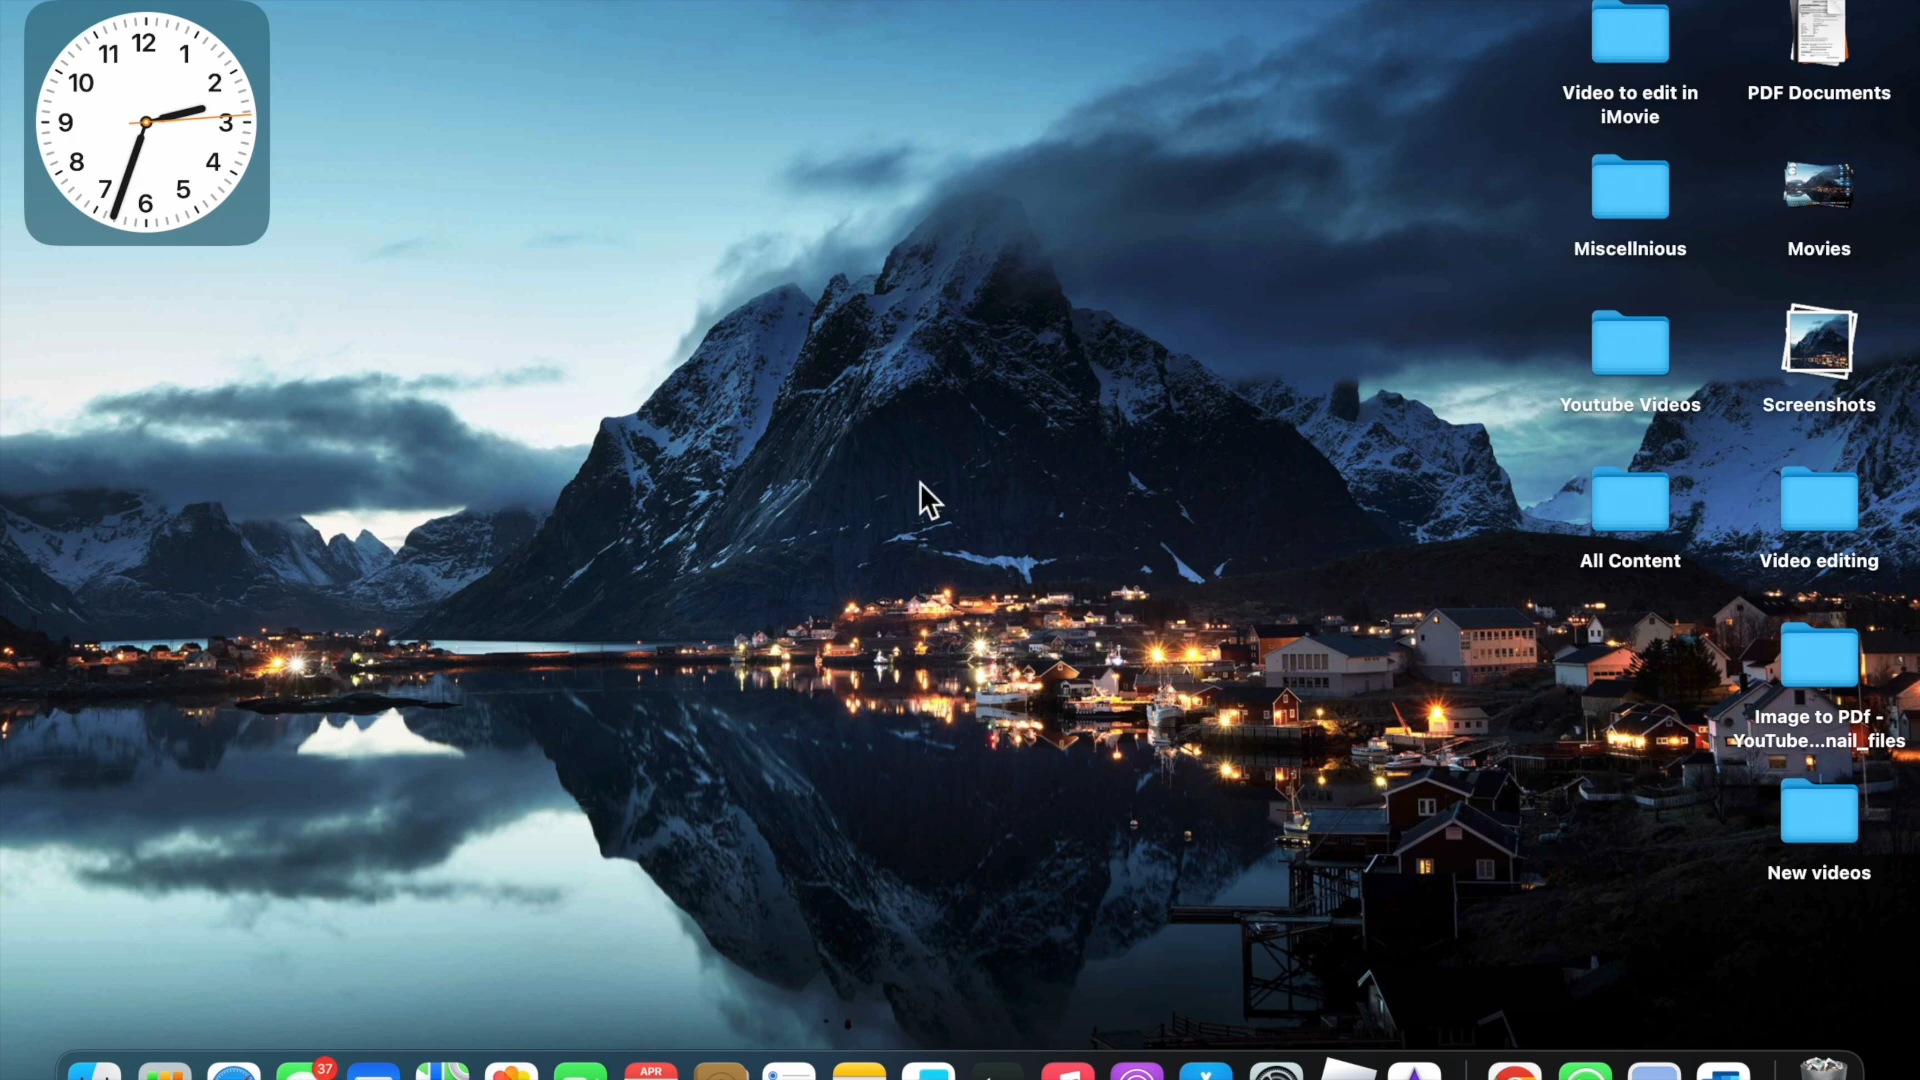 12
11
1
10
2
9
3
8
4
7
5
6
Video to edit in
iMovie
PDF Documents
Miscellnious
Movies
Youtube Videos
Screenshots
All Content
Video editing
Image to PDf -
YouTube...nail_files
New videos
37
APR